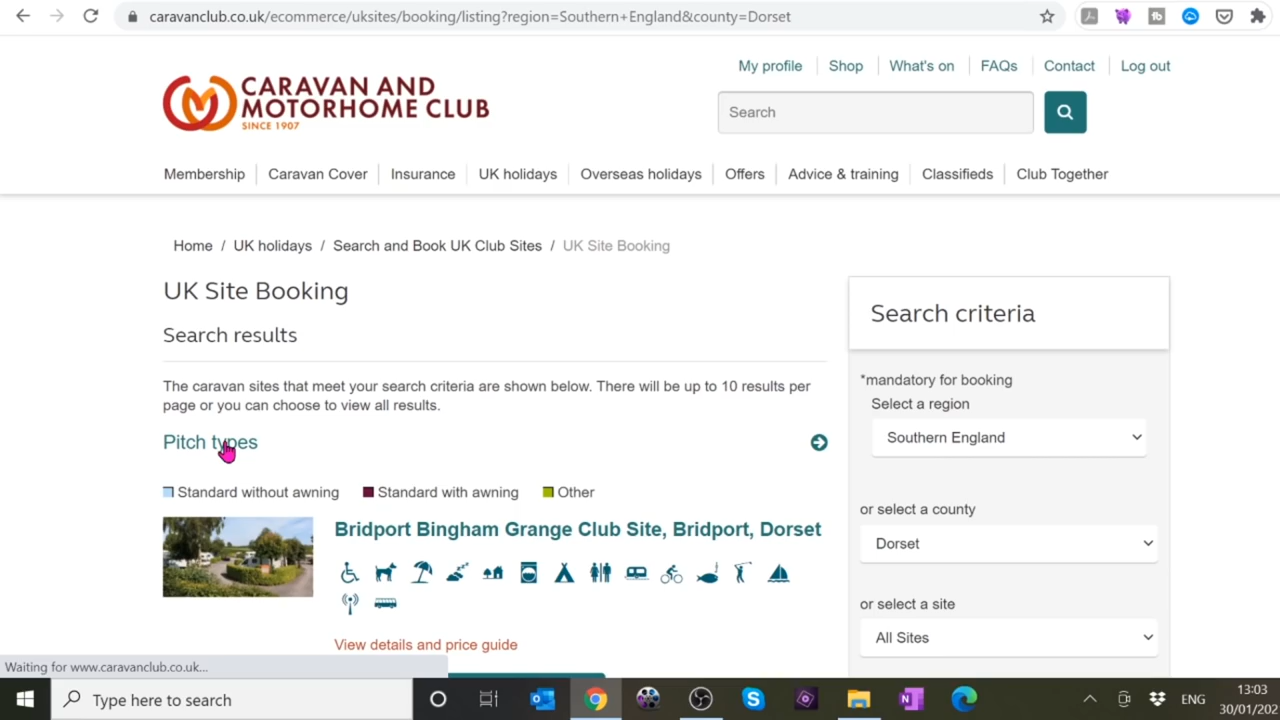 caravanclub.co.uk/ecommerce/uksites/booking/listing?region=Southern+England&county=Dorset
My profile Shop What's on FAQs Contact Log out
CARAVAN AND
MOTORHOME CLUB
SINCE 1907
Search
Membership Caravan Cover Insurance UK holidays Overseas holidays Offers Advice & training Classifieds Club Together
Home / UK holidays / Search and Book UK Club Sites / UK Site Booking
UK Site Booking
Search results
The caravan sites that meet your search criteria are shown below. There will be up to 10 results per
page or you can choose to view all results.
Pitch types
Standard without awning Standard with awning Other
Bridport Bingham Grange Club Site, Bridport, Dorset
View details and price guide
Search criteria
*mandatory for booking
Select a region
Southern England
or select a county
Dorset
or select a site
All Sites
Waiting for www.caravanclub.co.uk...
Type here to search
ENG
13:03
30/01/202